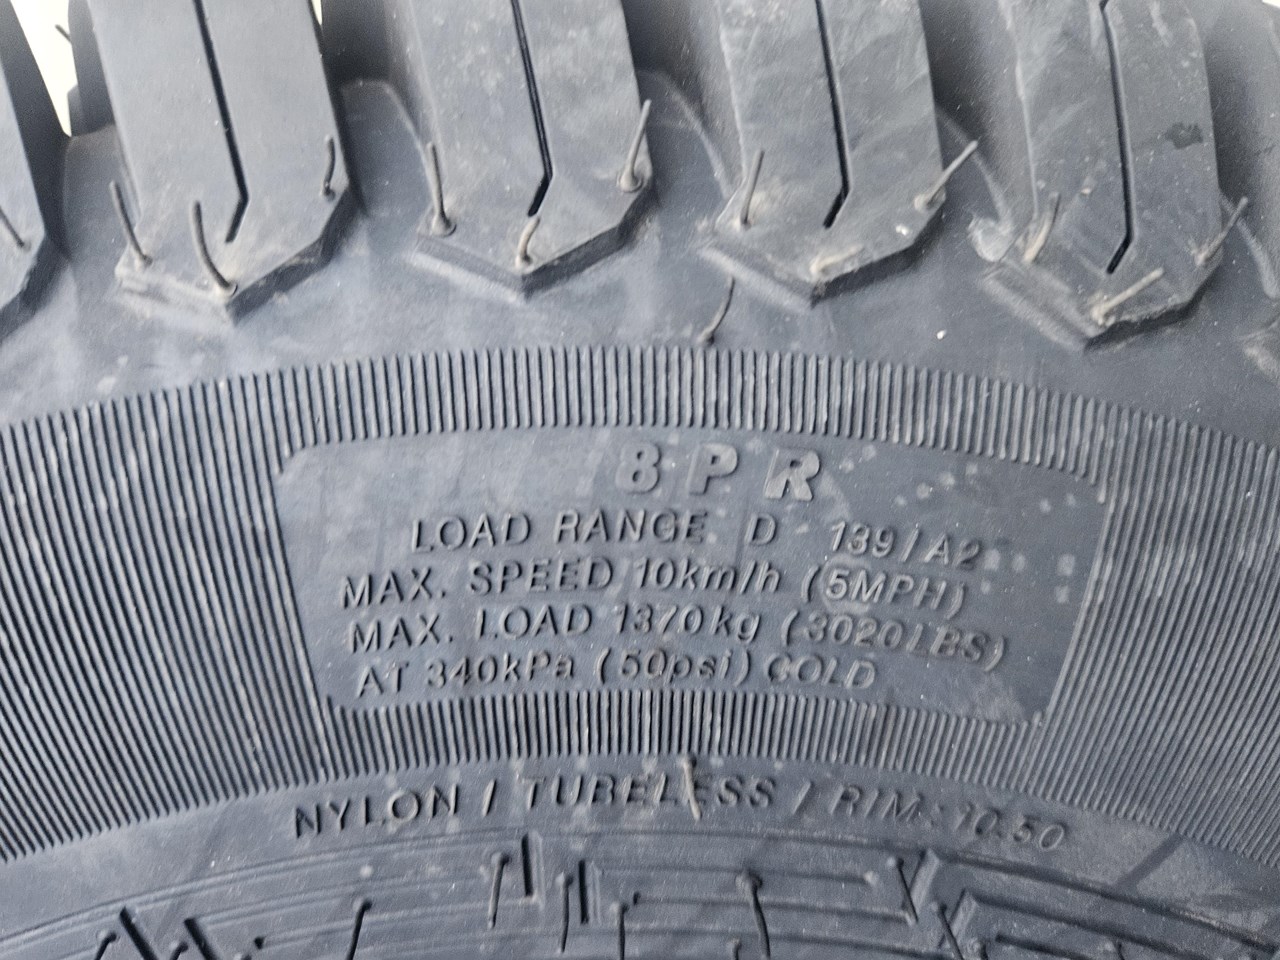 8PR
LOAD RANGE D 139/A2
MAX. SPEED 10km/h (5MPH)
MAX. LOAD 1370kg (3020LBS)
AT 340kPa (50psi) COLD
NYLON / TUBELESS / RIM: 10.50